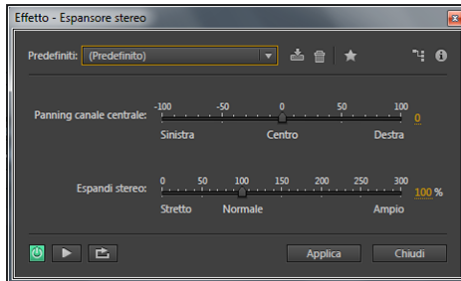 Effetto - Espansore stereo
Predefiniti: (Predefinito)
-100 -50 0 50 100
Panning canale centrale: 0
Sinistra Centro Destra
0 50 100 150 200 250 300
Espandi stereo: 100 %
Stretto Normale Ampio
Applica Chiudi